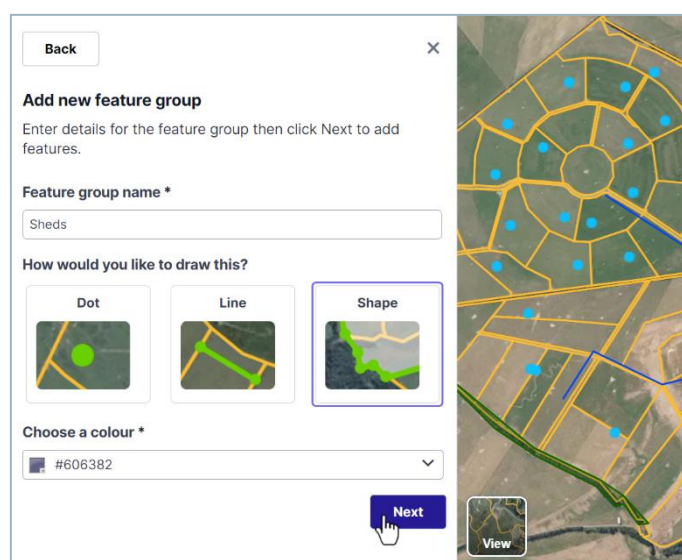 Back
Add new feature group
Enter details for the feature group then click Next to add
features.
Feature group name *
Sheds
How would you like to draw this?
Dot Line Shape
Choose a colour *
#606382
Next
View